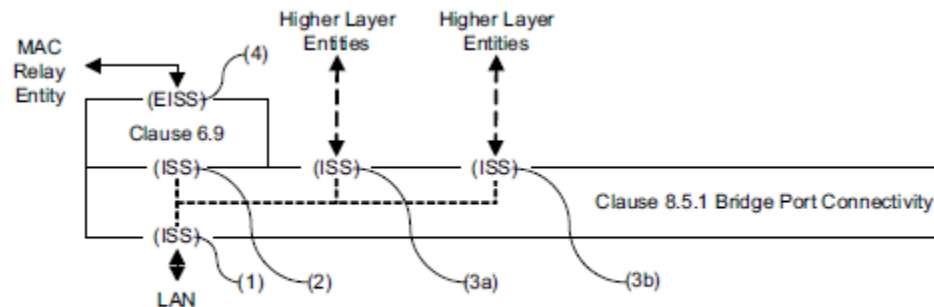 Higher Layer
Entities
Higher Layer
Entities
MAC
Relay
Entity
(4)
(EISS)
Clause 6.9
(ISS)
(ISS)
(ISS)
Clause 8.5.1 Bridge Port Connectivity
(ISS)
(1)
(2)
(3a)
(3b)
LAN